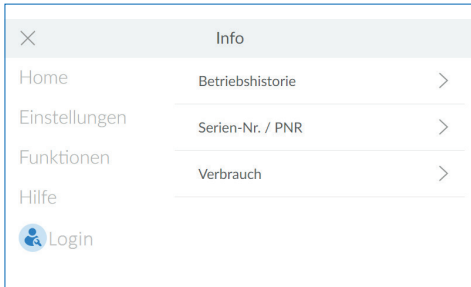 Info
Home
Einstellungen
Funktionen
Hilfe
Login
Betriebshistorie
Serien-Nr. / PNR
Verbrauch